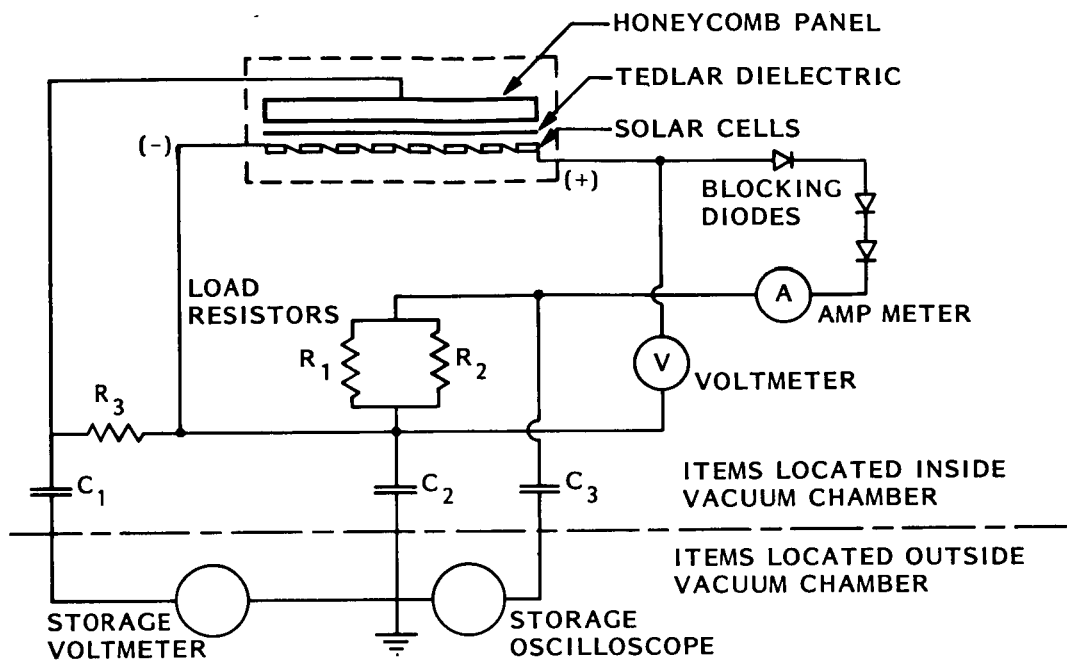 HONEYCOMB PANEL
TEDLAR DIELECTRIC
SOLAR CELLS
(-)
(+)
BLOCKING
DIODES
LOAD
RESISTORS
A
AMP METER
R1
R2
V
VOLTMETER
R3
C1
C2
C3
ITEMS LOCATED INSIDE
VACUUM CHAMBER
ITEMS LOCATED OUTSIDE
VACUUM CHAMBER
STORAGE
VOLTMETER
STORAGE
OSCILLOSCOPE